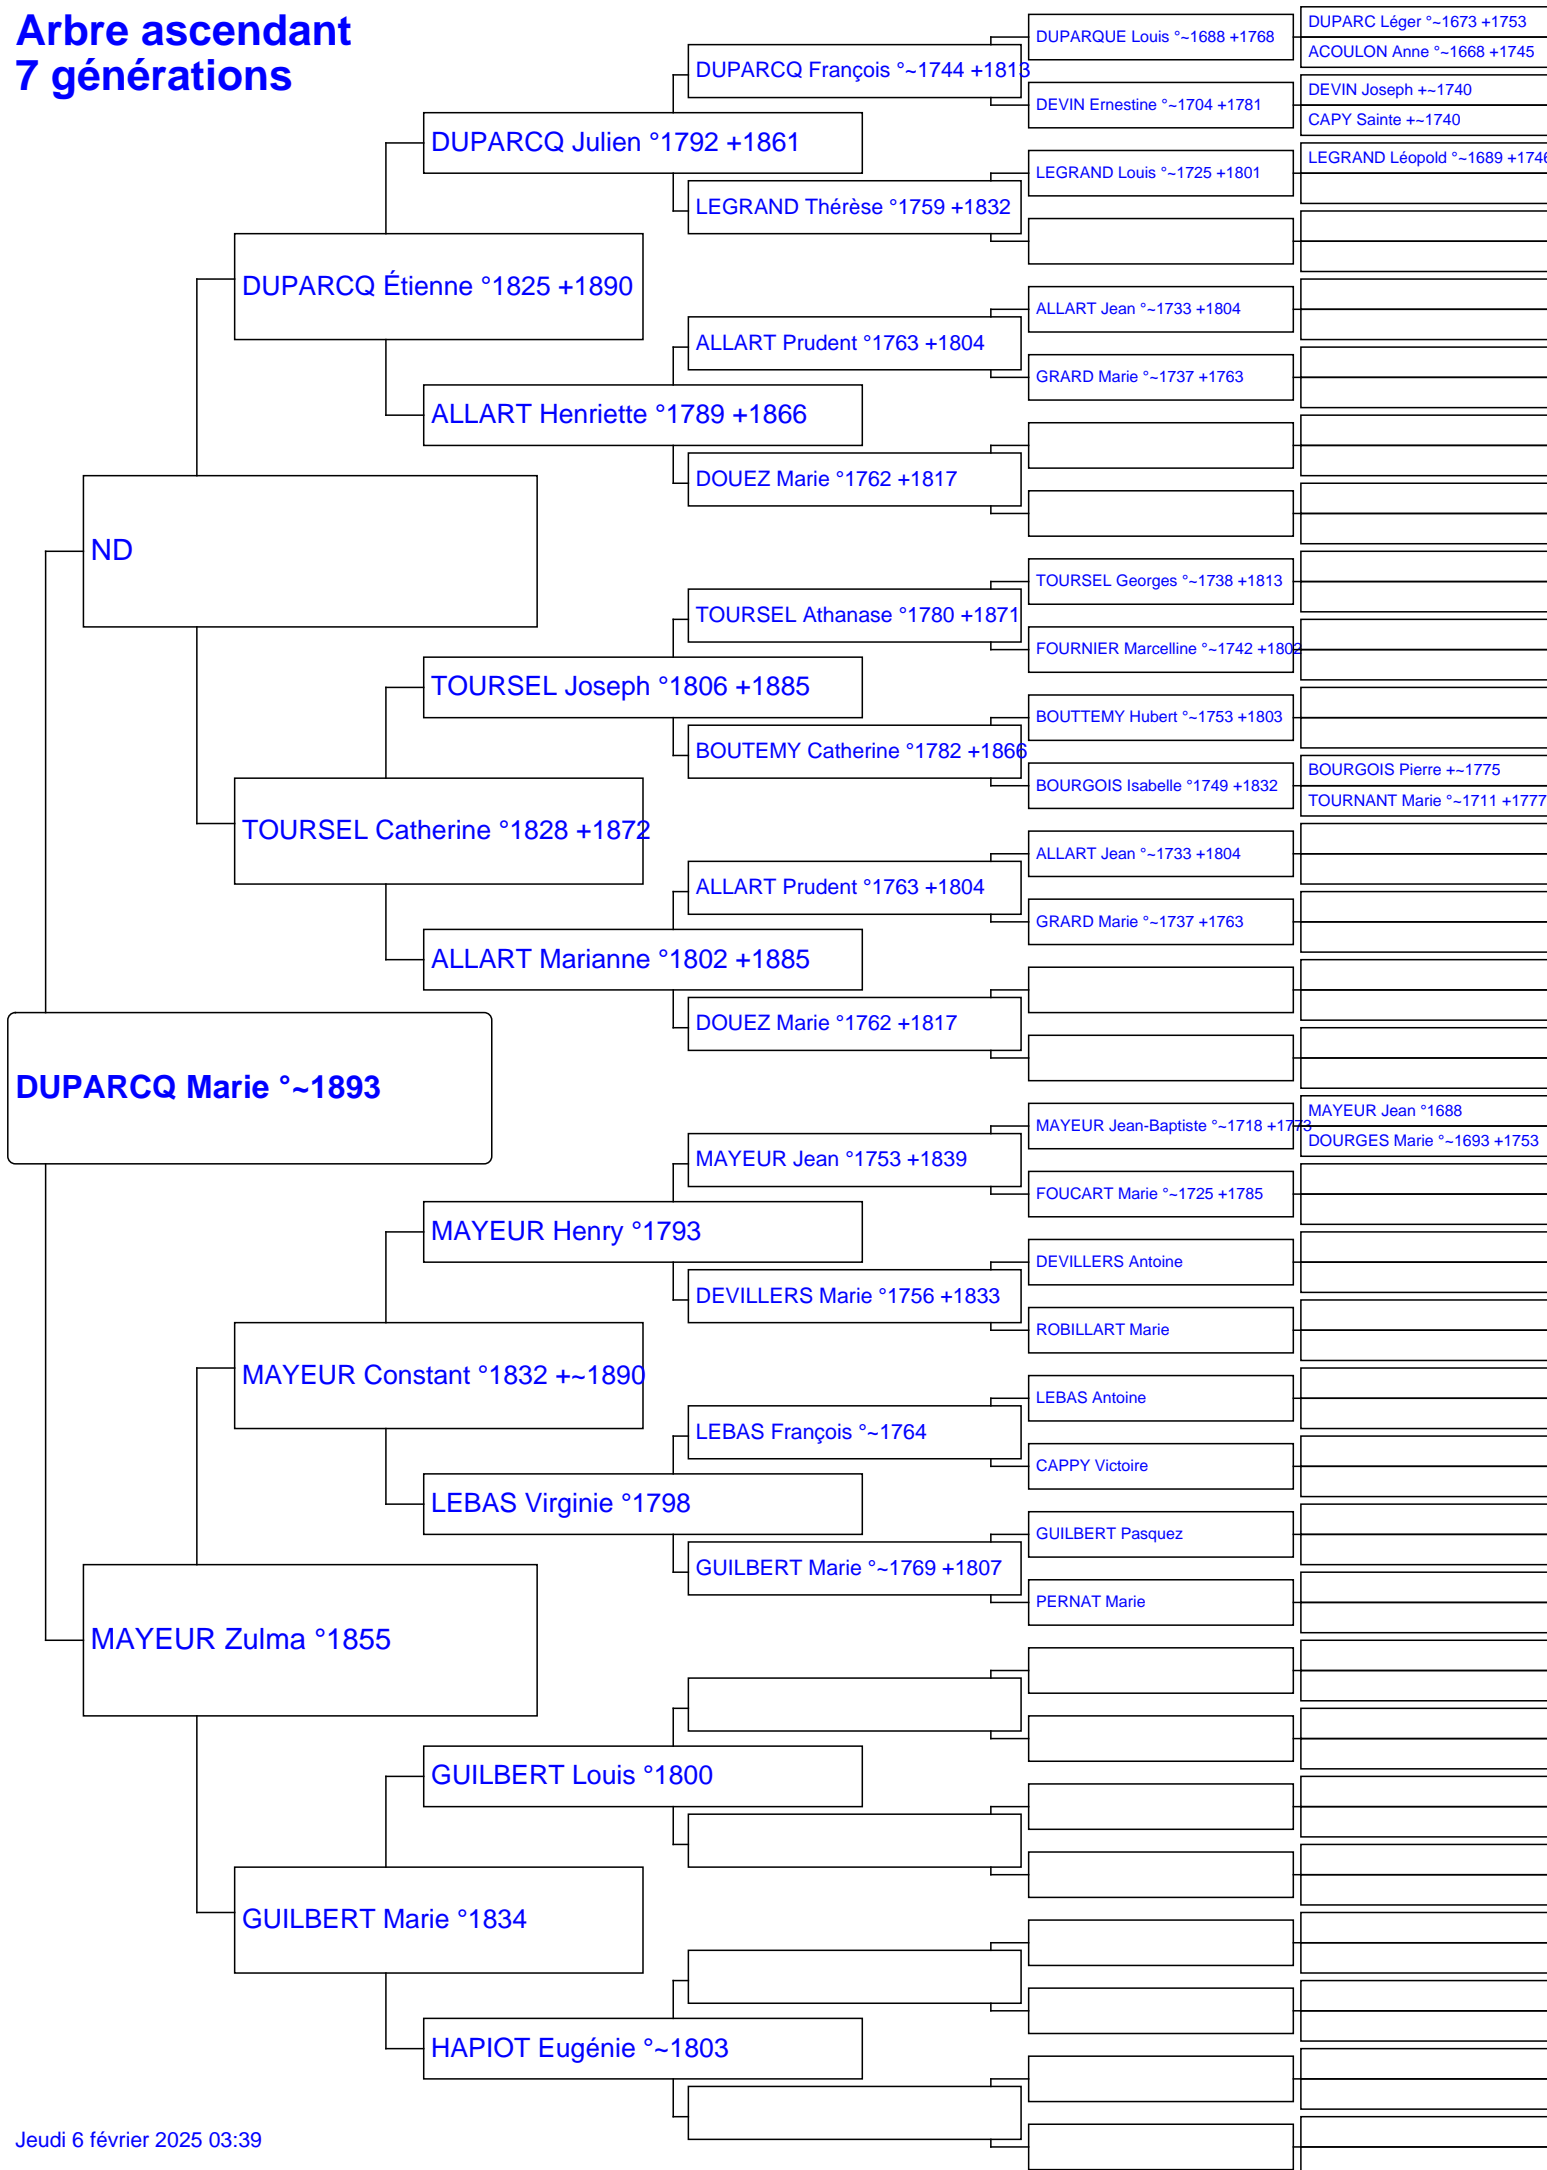 Arbre ascendant
7 générations
DUPARCQ Marie °~1893
ND
MAYEUR Zulma °1855
DUPARCQ Étienne °1825 +1890
TOURSEL Catherine °1828 +1872
MAYEUR Constant °1832 +~1890
GUILBERT Marie °1834
DUPARCQ Julien °1792 +1861
ALLART Henriette °1789 +1866
TOURSEL Joseph °1806 +1885
ALLART Marianne °1802 +1885
MAYEUR Henry °1793
LEBAS Virginie °1798
GUILBERT Louis °1800
HAPIOT Eugénie °~1803
DUPARCQ François °~1744 +1813
LEGRAND Thérèse °1759 +1832
ALLART Prudent °1763 +1804
DOUEZ Marie °1762 +1817
TOURSEL Athanase °1780 +1871
BOUTEMY Catherine °1782 +1866
ALLART Prudent °1763 +1804
DOUEZ Marie °1762 +1817
MAYEUR Jean °1753 +1839
DEVILLERS Marie °1756 +1833
LEBAS François °~1764
GUILBERT Marie °~1769 +1807
DUPARQUE Louis °~1688 +1768
DEVIN Ernestine °~1704 +1781
LEGRAND Louis °~1725 +1801
ALLART Jean °~1733 +1804
GRARD Marie °~1737 +1763
TOURSEL Georges °~1738 +1813
FOURNIER Marcelline °~1742 +1802
BOUTTEMY Hubert °~1753 +1803
BOURGOIS Isabelle °1749 +1832
ALLART Jean °~1733 +1804
GRARD Marie °~1737 +1763
MAYEUR Jean-Baptiste °~1718 +1773
FOUCART Marie °~1725 +1785
DEVILLERS Antoine
ROBILLART Marie
LEBAS Antoine
CAPPY Victoire
GUILBERT Pasquez
PERNAT Marie
DUPARC Léger °~1673 +1753
ACOULON Anne °~1668 +1745
DEVIN Joseph +~1740
CAPY Sainte +~1740
LEGRAND Léopold °~1689 +1746
BOURGOIS Pierre +~1775
TOURNANT Marie °~1711 +1777
MAYEUR Jean °1688
DOURGES Marie °~1693 +1753
Jeudi 6 février 2025 03:39